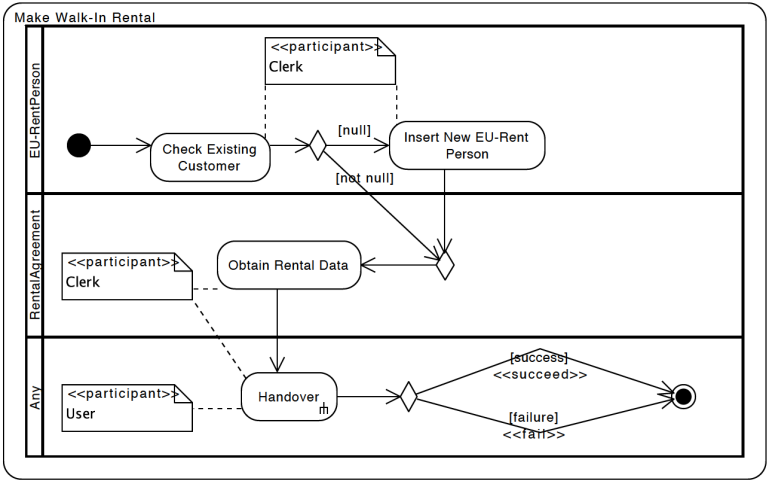 Make Walk-In Rental
EU-RentPerson
<<participant>>
Clerk
Check Existing
Customer
[null]
[not null]
Insert New EU-Rent
Person
RentalAgreement
<<participant>>
Clerk
Obtain Rental Data
Any
<<participant>>
User
Handover
[success]
<<succeed>>
[failure]
<<fail>>